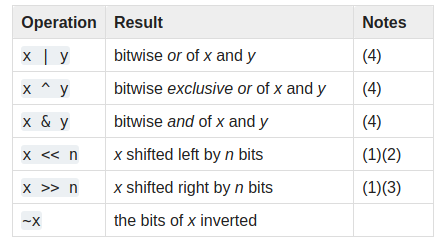 Operation Result Notes
x | y bitwise or of x and y (4)
x ^ y bitwise exclusive or of x and y (4)
x & y bitwise and of x and y (4)
x << n x shifted left by n bits (1)(2)
x >> n x shifted right by n bits (1)(3)
~x the bits of x inverted